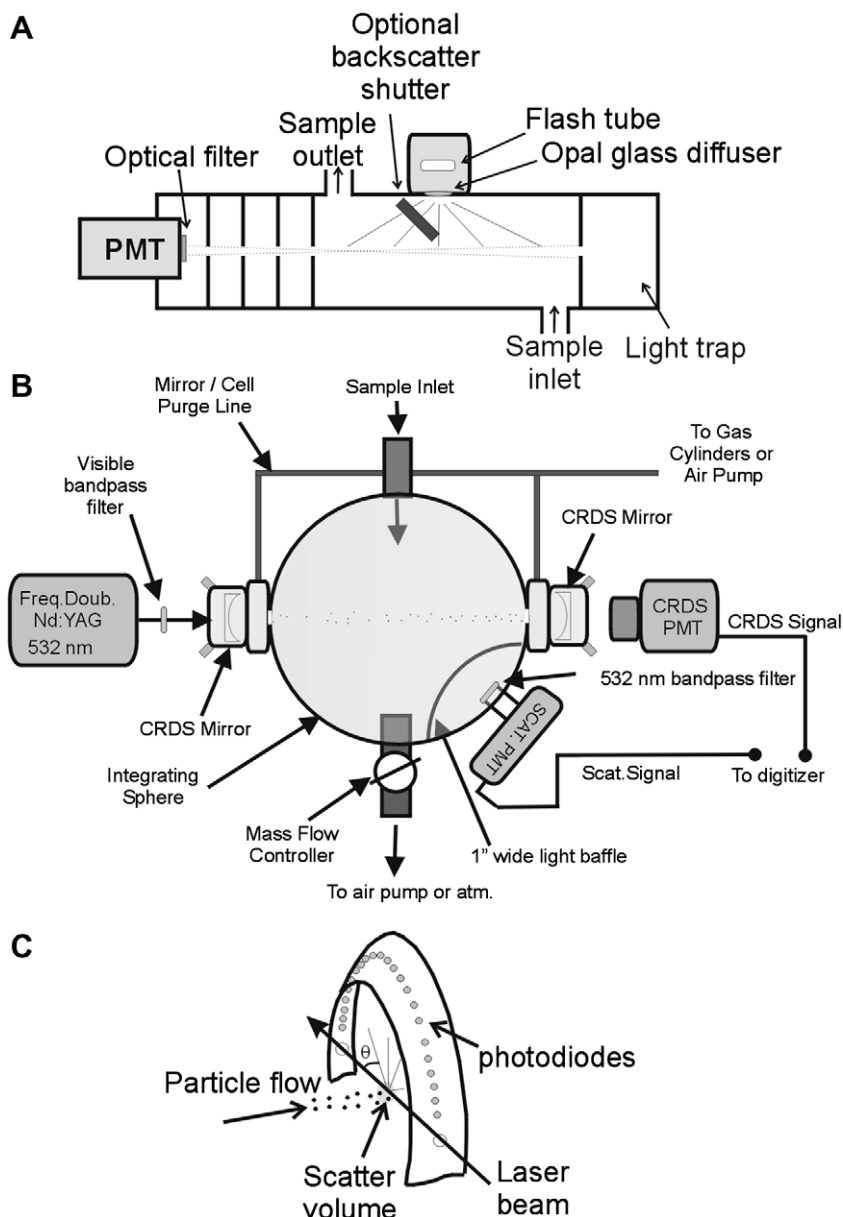 A
Optional
backscatter
shutter
Sample
outlet
Flash tube
Opal glass diffuser
Optical filter
PMT
Sample
inlet
Light trap
B
Mirror / Cell
Purge Line
Sample Inlet
To Gas
Cylinders or
Air Pump
Visible
bandpass
filter
CRDS Mirror
Freq.Doub.
Nd:YAG
532 nm
CRDS
PMT
CRDS Signal
532 nm bandpass filter
CRDS Mirror
SCAT. PMT
Integrating
Sphere
Scat.Signal
To digitizer
Mass Flow
Controller
1" wide light baffle
To air pump or atm.
C
θ
photodiodes
Particle flow
Scatter
volume
Laser
beam